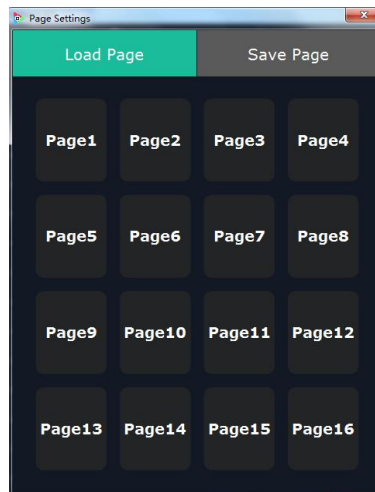 Page Settings
Load Page Save Page
Page1 Page2 Page3 Page4
Page5 Page6 Page7 Page8
Page9 Page10 Page11 Page12
Page13 Page14 Page15 Page16